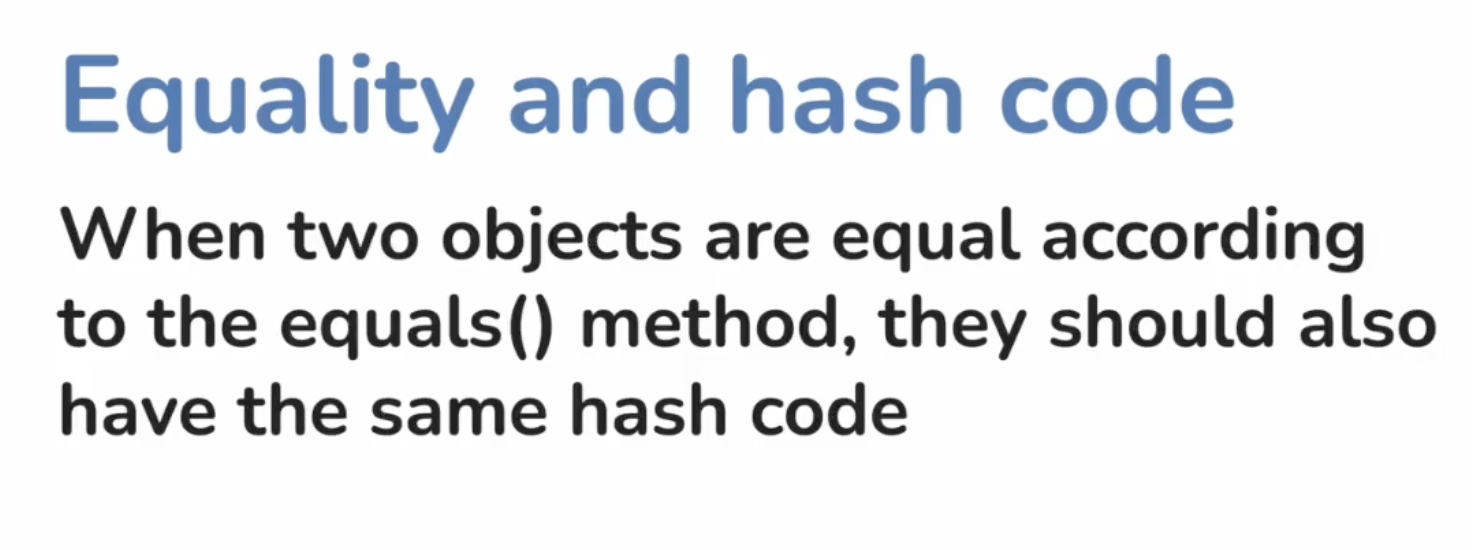 Equality and hash code
When two objects are equal according
to the equals() method, they should also
have the same hash code